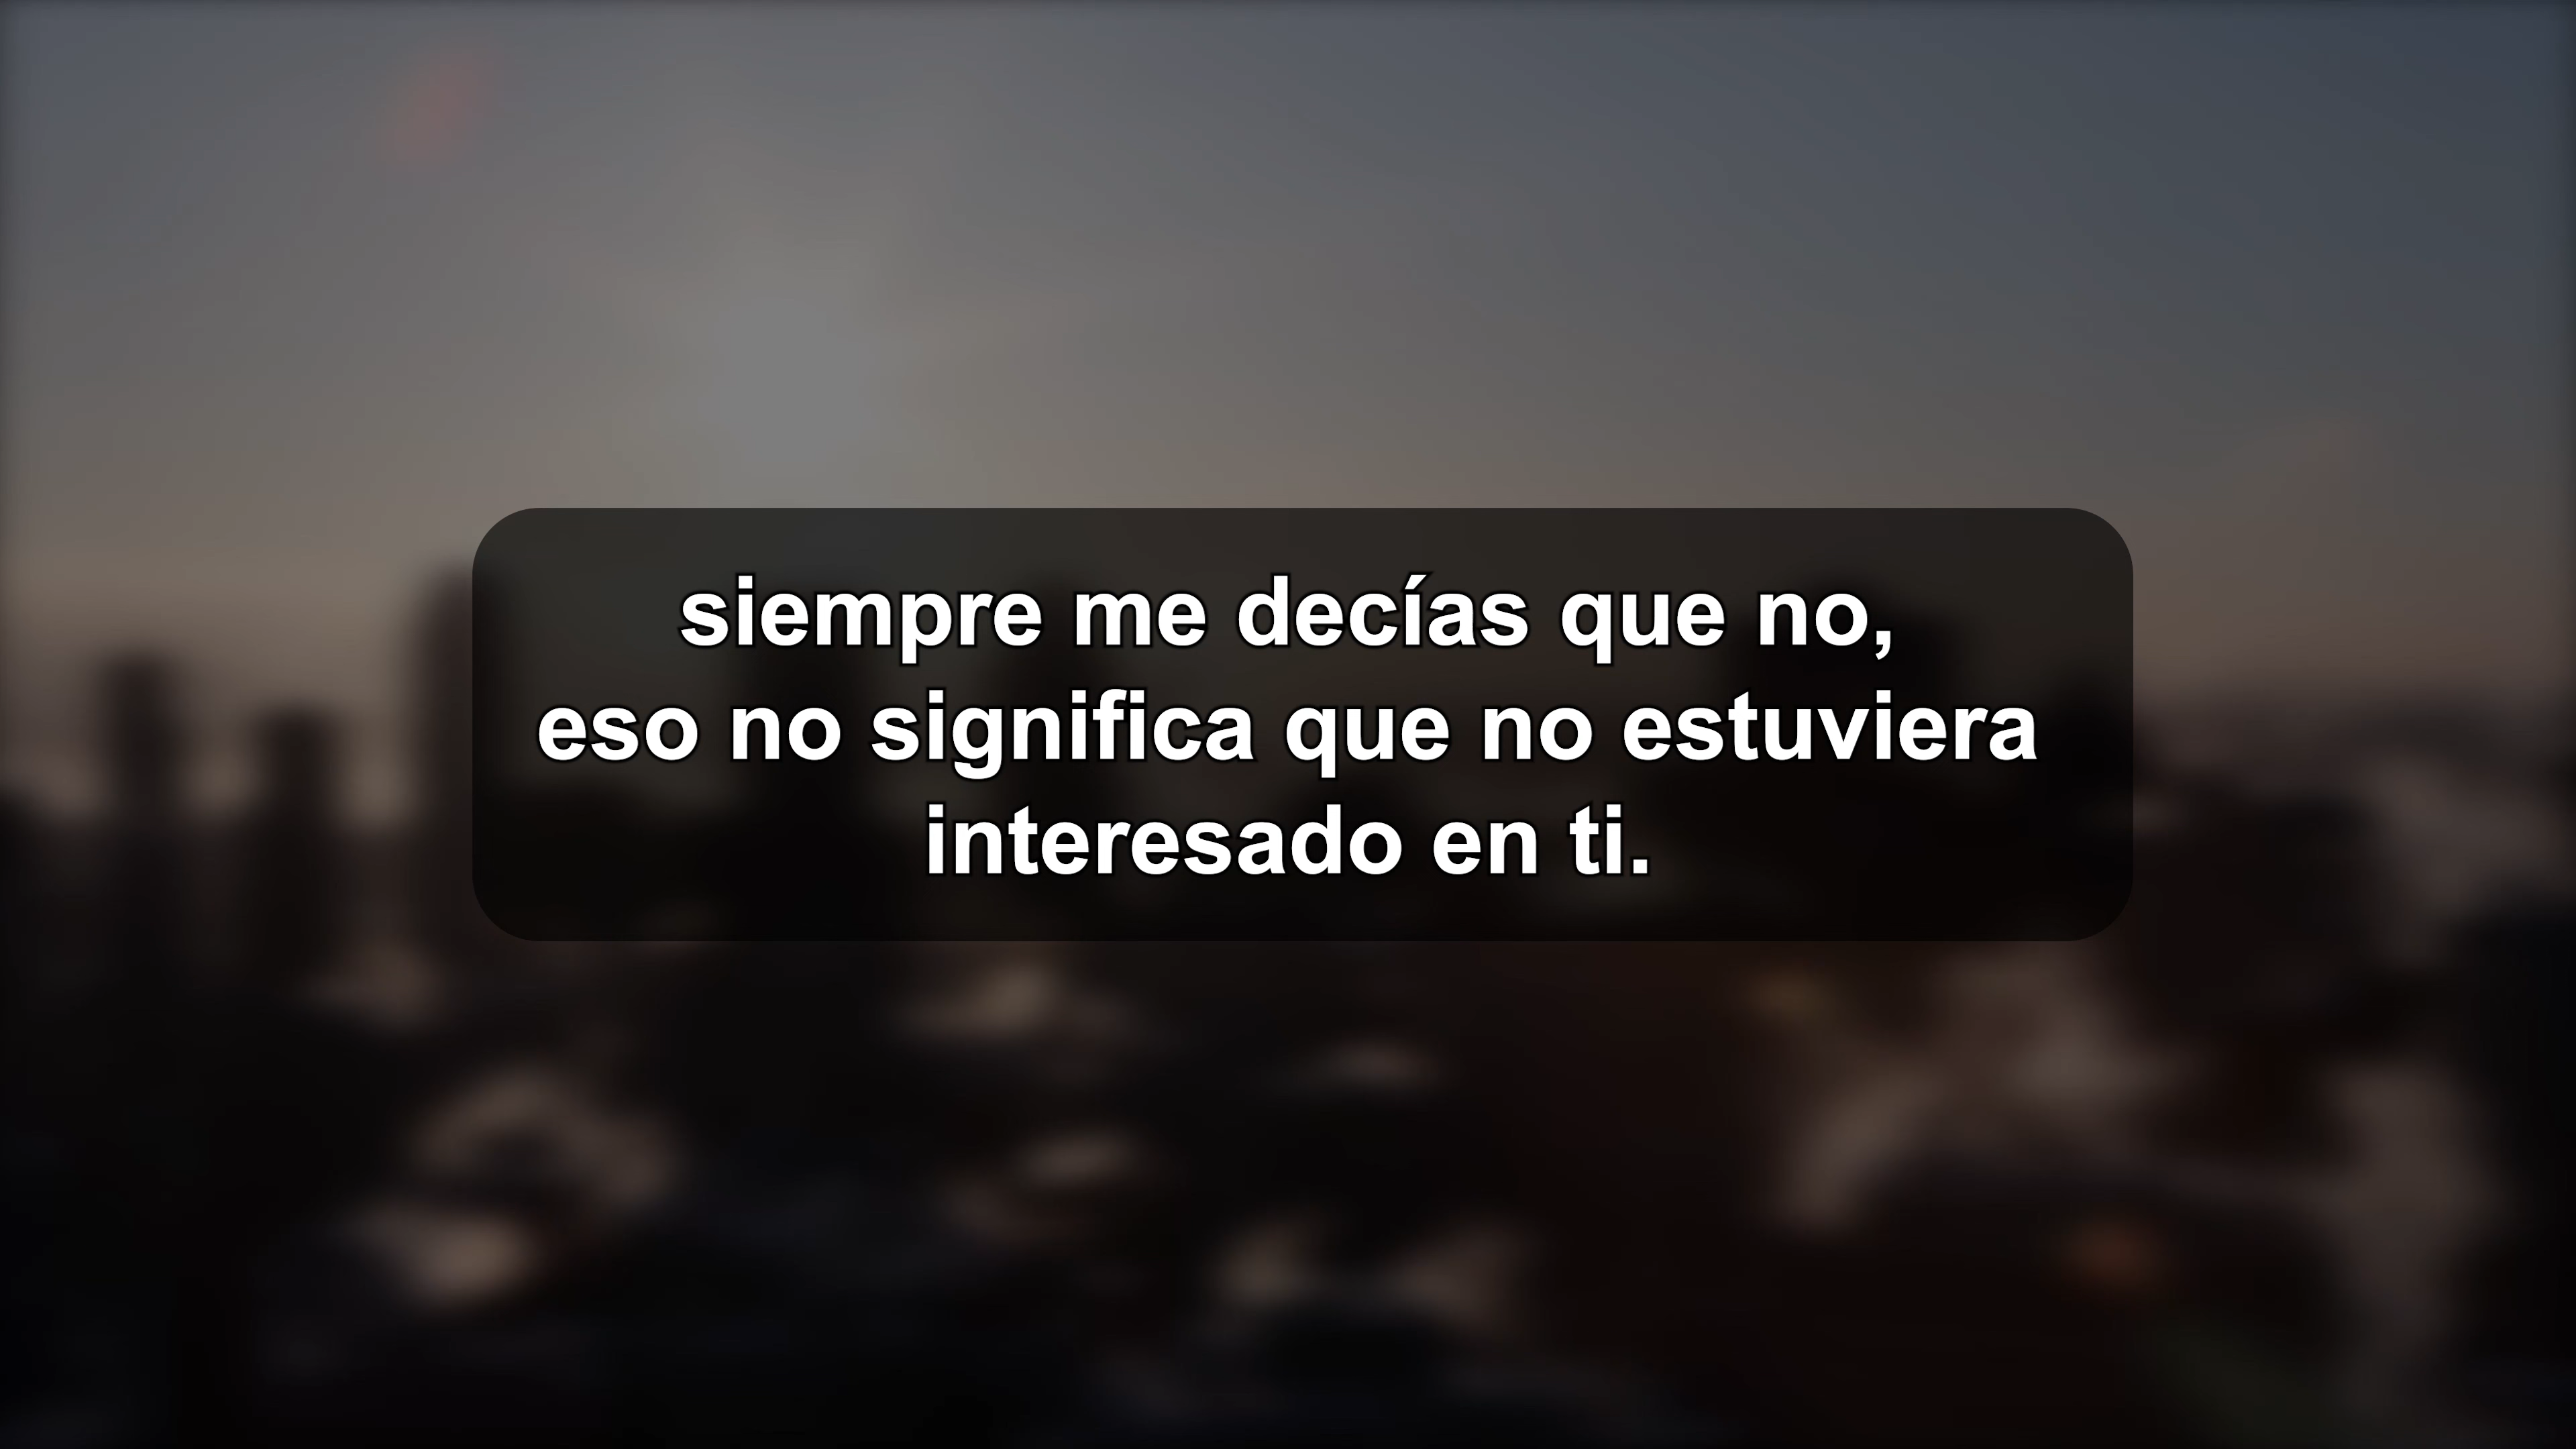 siempre me decías que no,
eso no significa que no estuviera
interesado en ti.